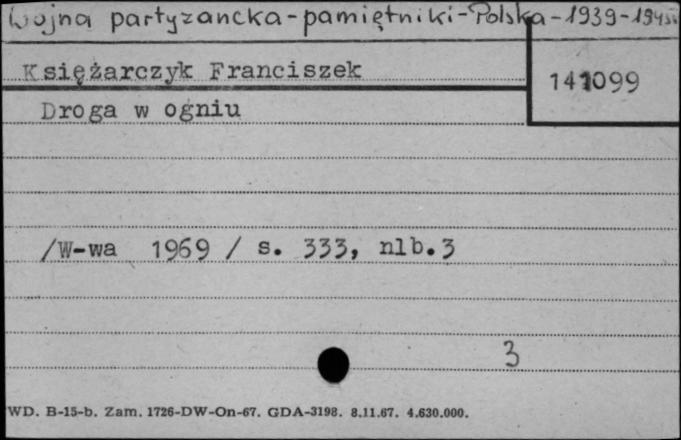 Wojna partyzancka-pamiętniki-Polska-1939-1945
Księżarczyk Franciszek
141099
Droga w ogniu
/W-wa 1969 / s. 333, nlb.3
3
WD. B-15-b. Zam. 1726-DW-On-67. GDA-3198. 8.11.67. 4.630.000.